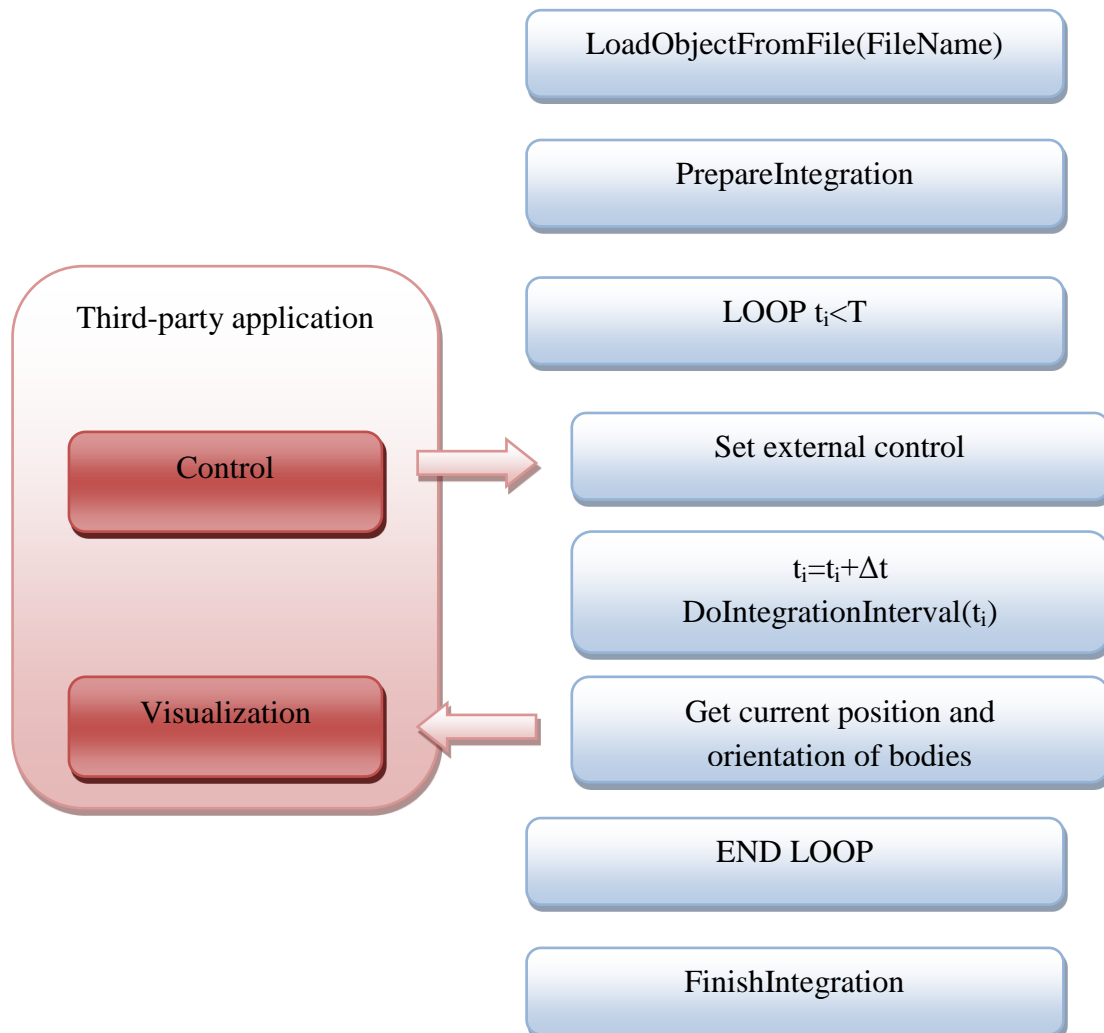 LoadObjectFromFile(FileName)
PrepareIntegration
LOOP tᵢ<T
Third-party application
Control
Set external control
tᵢ=tᵢ+Δt
DoIntegrationInterval(tᵢ)
Visualization
Get current position and
orientation of bodies
END LOOP
FinishIntegration